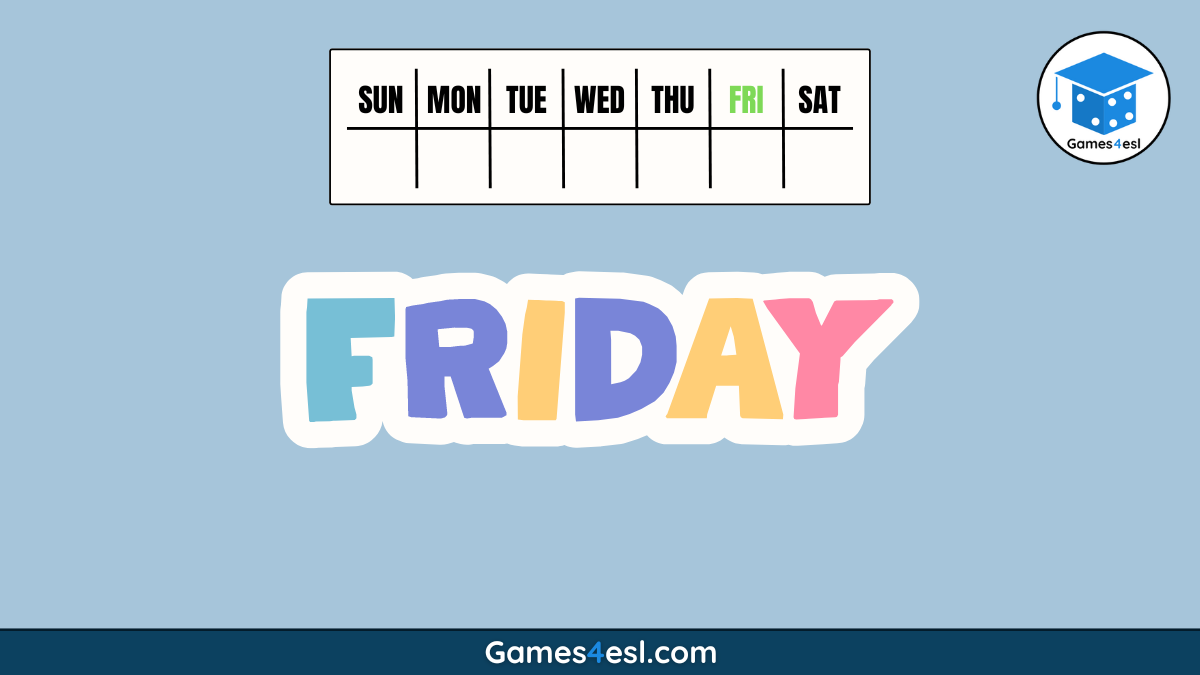 SUN MON TUE WED THU FRI SAT
Games4esl
FRIDAY
Games4esl.com